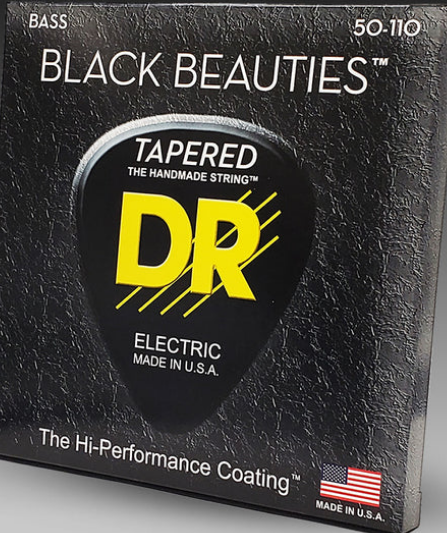 BASS 50-110
BLACK BEAUTIES™
TAPERED
THE HANDMADE STRING™
DR
ELECTRIC
MADE IN U.S.A.
The Hi-Performance Coating™
MADE IN U.S.A.